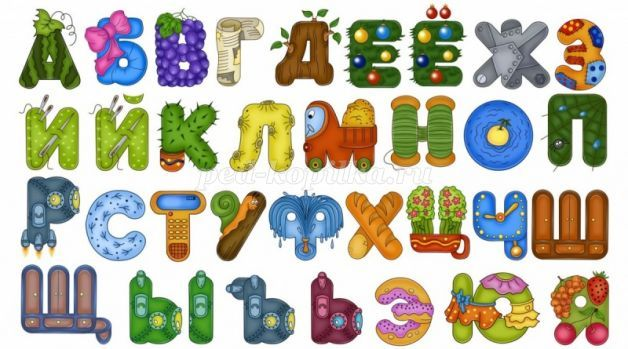 А Б В Г Д Е Ё Ж З
И Й К Л М Н О П
ped-kopilka.ru
Р С Т У Ф Х Ц Ч Ш
Щ Ы Ъ Ь Э Ю Я